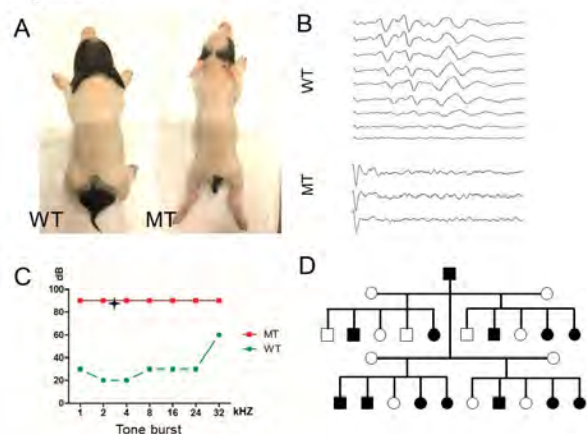 A
WT
MT
B
WT
MT
C
dB
100
80
60
40
20
0
1 2 4 8 16 24 32 kHZ
Tone burst
MT
WT
D